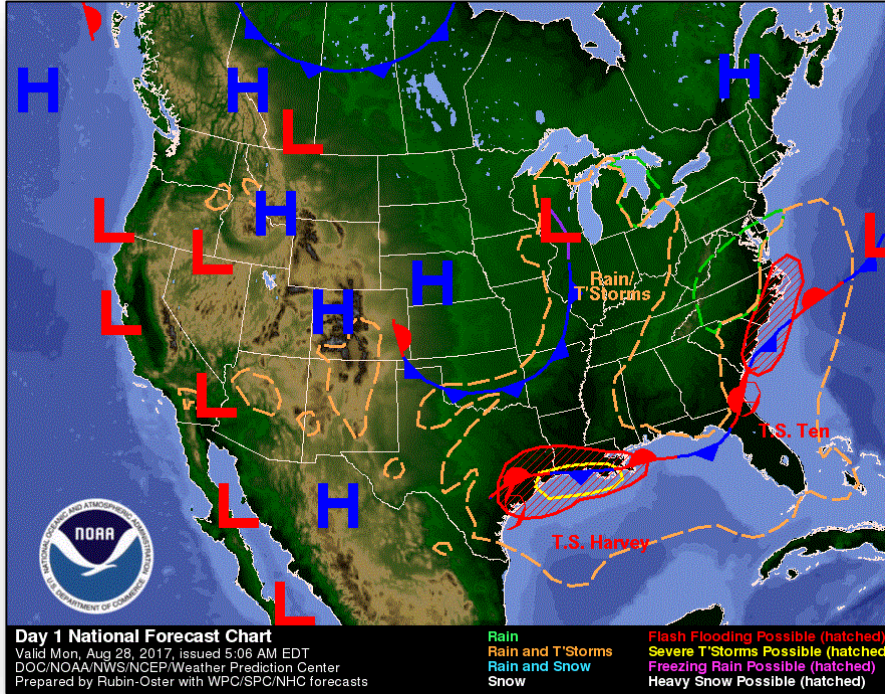 H
H
H
L
L
H
L
L
L
Rain/
T'Storms
H
L
H
L
L
T.S. Ten
H
L
T.S. Harvey
L
NATIONAL OCEANIC AND ATMOSPHERIC ADMINISTRATION
NOAA
U.S. DEPARTMENT OF COMMERCE
Day 1 National Forecast Chart
Valid Mon, Aug 28, 2017, issued 5:06 AM EDT
DOC/NOAA/NWS/NCEP/Weather Prediction Center
Prepared by Rubin-Oster with WPC/SPC/NHC forecasts
Rain
Rain and T'Storms
Rain and Snow
Snow
Flash Flooding Possible (hatched)
Severe T'Storms Possible (hatched)
Freezing Rain Possible (hatched)
Heavy Snow Possible (hatched)